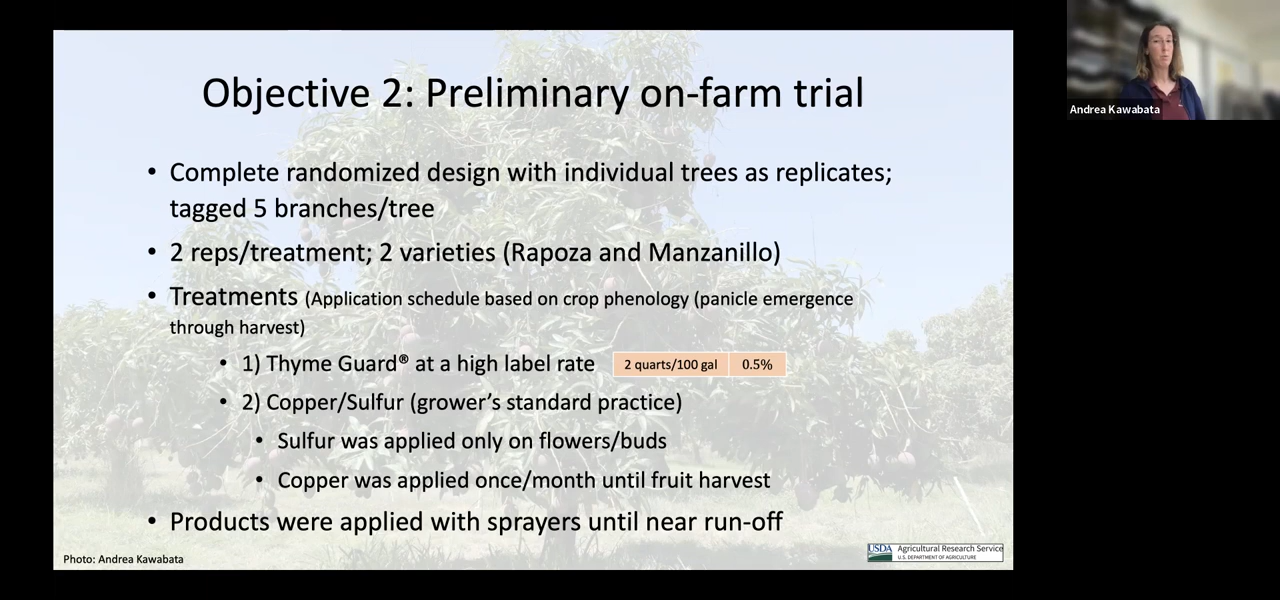 Objective 2: Preliminary on-farm trial
• Complete randomized design with individual trees as replicates;
tagged 5 branches/tree
• 2 reps/treatment; 2 varieties (Rapoza and Manzanillo)
• Treatments (Application schedule based on crop phenology (panicle emergence
through harvest)
• 1) Thyme Guard® at a high label rate 2 quarts/100 gal 0.5%
• 2) Copper/Sulfur (grower’s standard practice)
• Sulfur was applied only on flowers/buds
• Copper was applied once/month until fruit harvest
• Products were applied with sprayers until near run-off
Photo: Andrea Kawabata
USDA Agricultural Research Service
U.S. DEPARTMENT OF AGRICULTURE
Andrea Kawabata